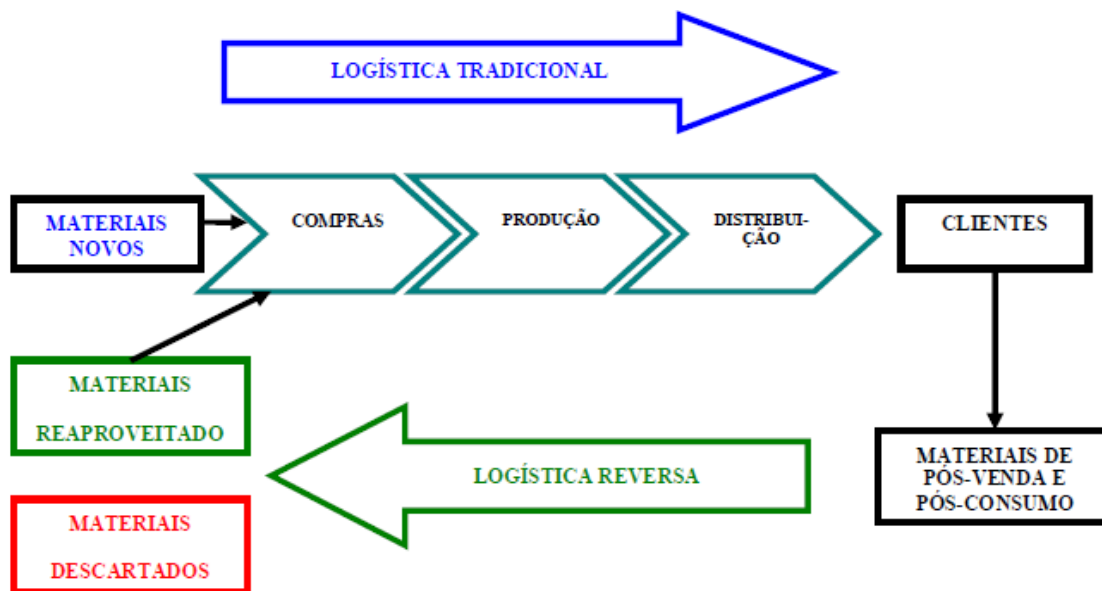 LOGÍSTICA TRADICIONAL
MATERIAIS
NOVOS
COMPRAS
PRODUÇÃO
DISTRIBUI-
ÇÃO
CLIENTES
MATERIAIS
REAPROVEITADO
LOGÍSTICA REVERSA
MATERIAIS DE
PÓS-VENDA E
PÓS-CONSUMO
MATERIAIS
DESCARTADOS